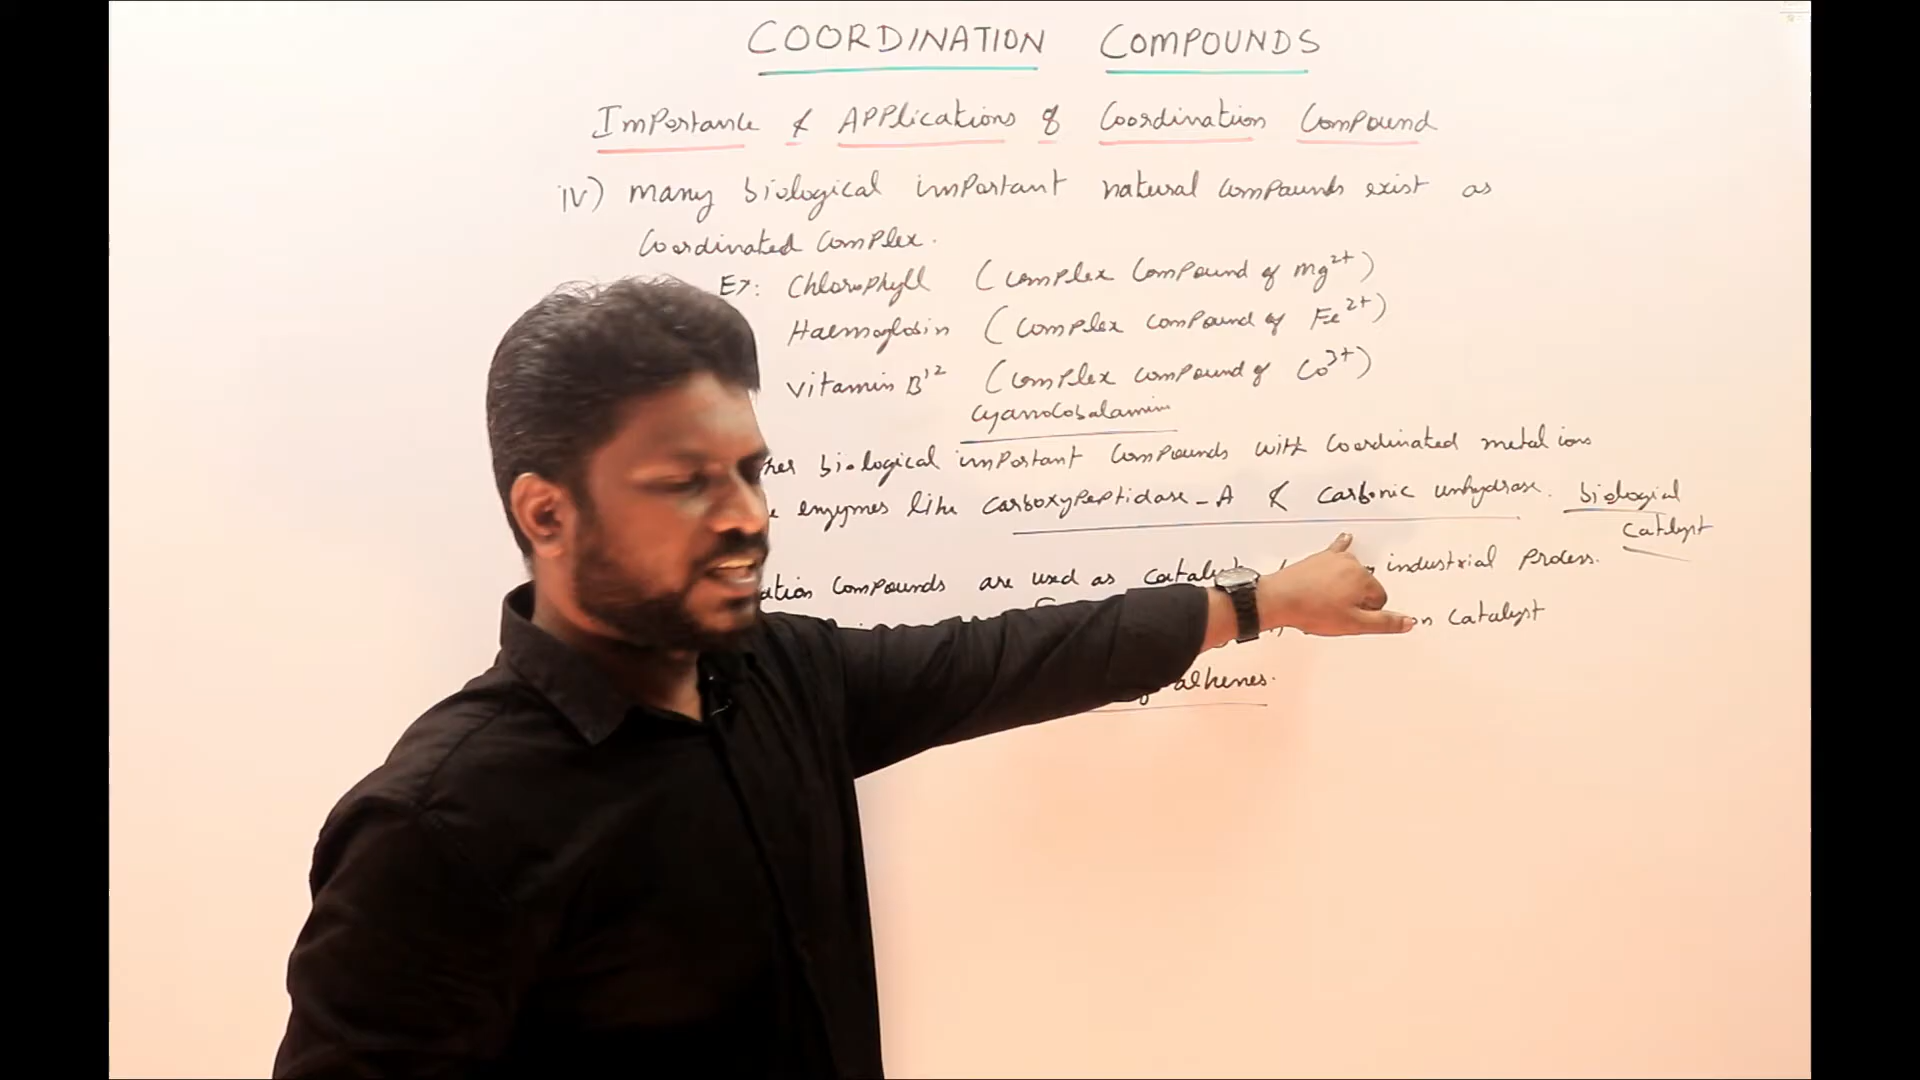 COORDINATION COMPOUNDS
Importance & Applications of Coordination Compound
iv) many biological important natural compounds exist as
Coordinated Complex.
Ex: Chlorophyll (Complex Compound of Mg²⁺)
Haemoglobin (Complex compound of Fe²⁺)
Vitamin B¹² (Complex compound of Co³⁺)
Cyanocobalamin
biological important compounds with coordinated metal ions
enzymes like carboxypeptidase - A & carbonic anhydrase. biological
catalyst
compounds are used as industrial process.
catalyst
alkenes.